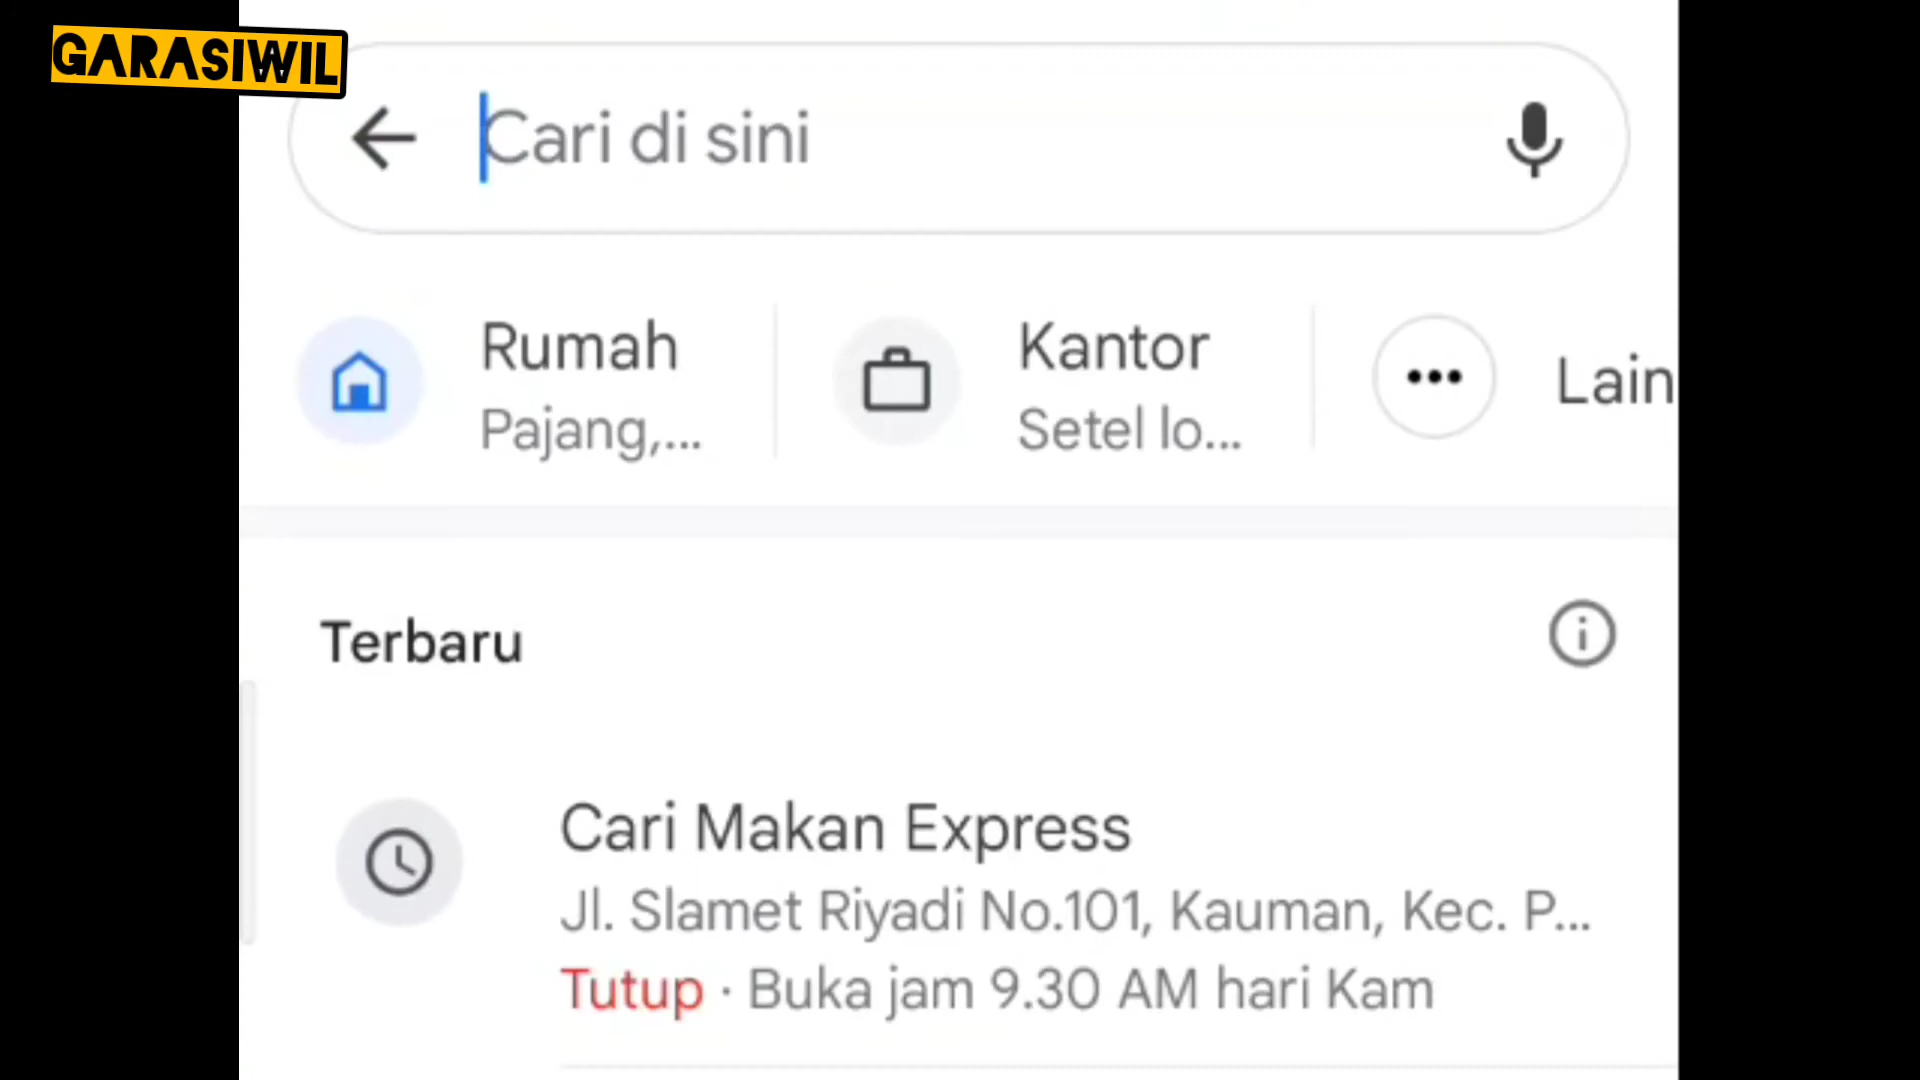 GARASIWIL
Cari di sini
Rumah
Pajang,...
Kantor
Setel lo...
Lain
Terbaru
Cari Makan Express
Jl. Slamet Riyadi No.101, Kauman, Kec. P...
Tutup · Buka jam 9.30 AM hari Kam